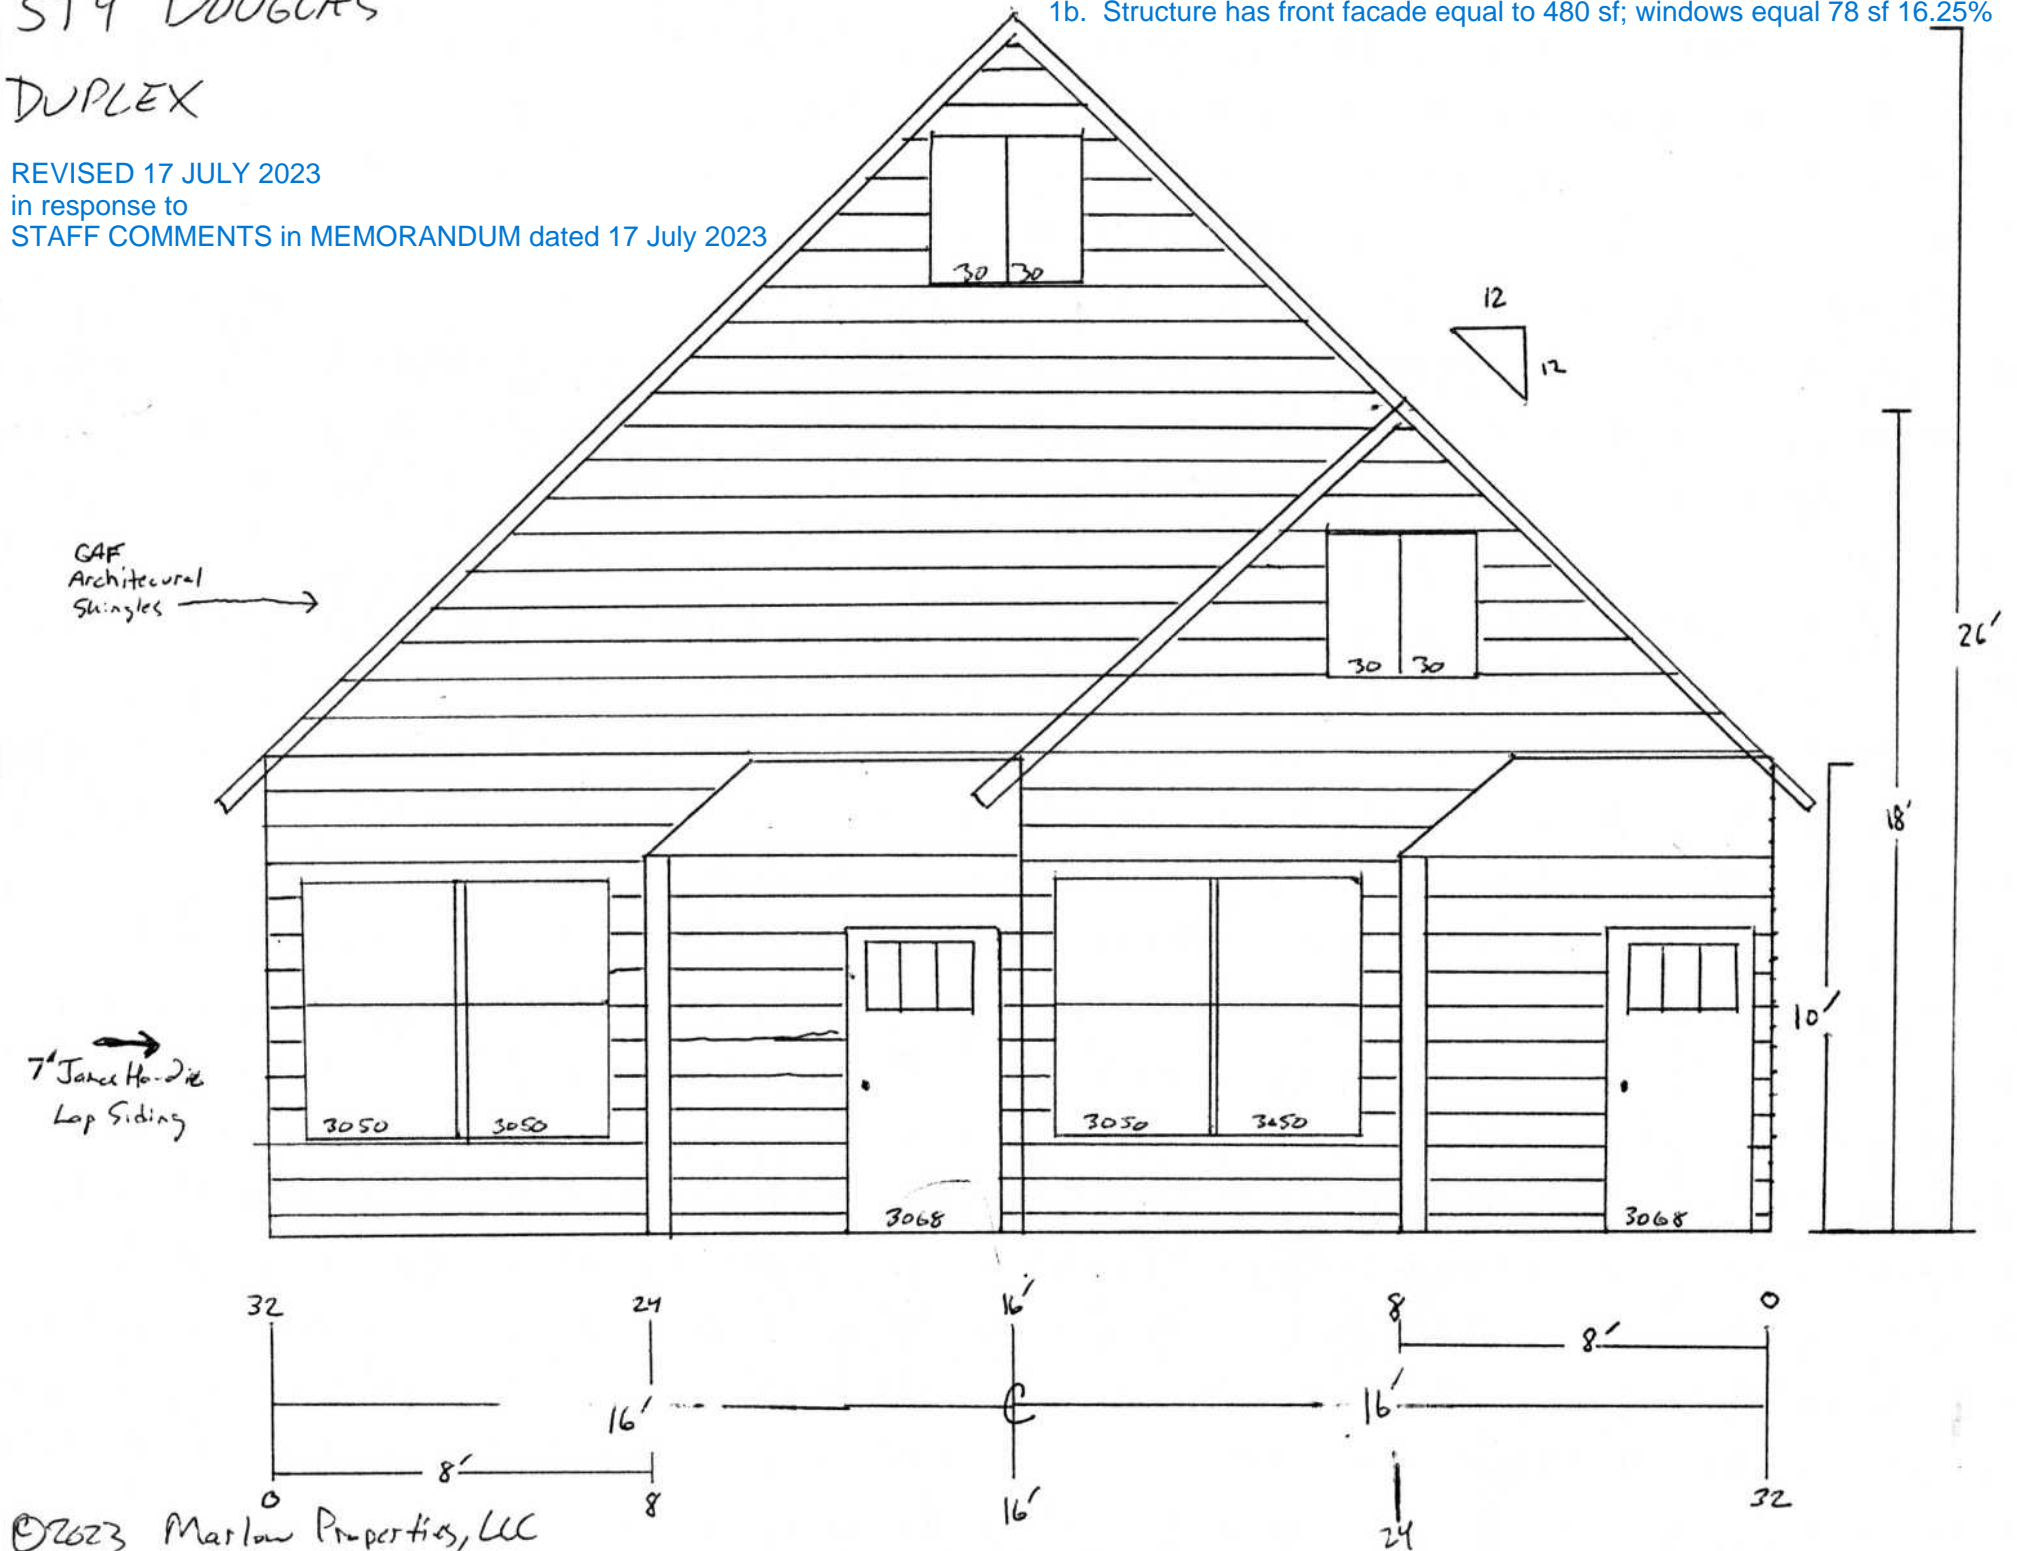 519 DOUGLAS
1b. Structure has front facade equal to 480 sf; windows equal 78 sf 16.25%
DUPLEX
REVISED 17 JULY 2023
in response to
STAFF COMMENTS in MEMORANDUM dated 17 July 2023
30 30
12
12
GAF
Architecural
Shingles
30 30
26'
18'
10'
7" James Hardie
Lap Siding
3050 3050
3068
3050 3050
3068
32 24 16' 8 0
8'
16' 16'
8'
0 8 16' 24 32
©2023 Marlow Properties, LLC